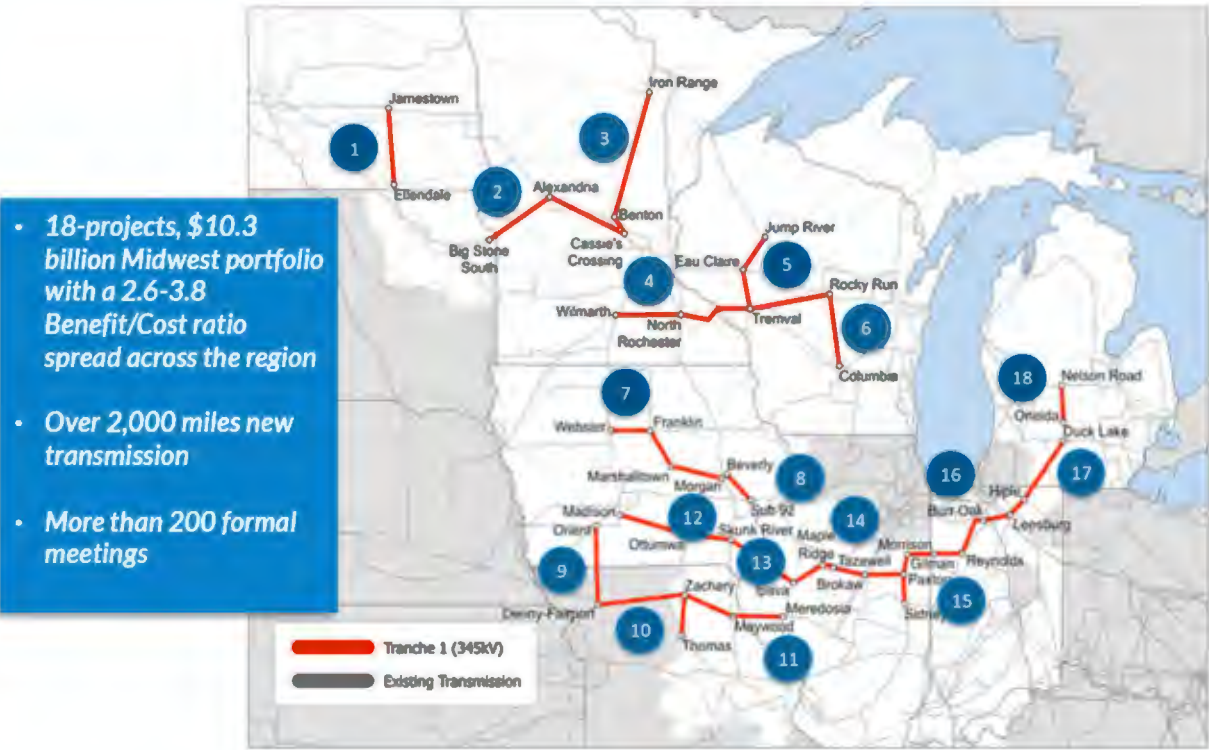 Iron Range
Jamestown
3
1
2
Alexandna
Ellendale
Benton
Big Stone
South
Cassie's
Crossing
Jump River
4
Eau Claire
5
Rocky Run
Wilmarth
North
Rochester
Tremval
6
Columbia
• 18-projects, $10.3
billion Midwest portfolio
with a 2.6-3.8
Benefit/Cost ratio
spread across the region
• Over 2,000 miles new
transmission
• More than 200 formal
meetings
7
18
Nelson Road
Oneida
Duck Lake
Webster
Franklin
Marshalltown
Morgan
Beverly
8
Sub 92
16
17
Hiple
Burr-Oak
Leesburg
Madison
12
Orient
Ottumwa
Skunk River
Maple
Ridge
14
Morrison
Gilman
Reynolds
9
13
Tazewell
Brokaw
Paxton
Sidney
15
Zachary
Denny-Fairport
10
Thomas
Maywood
Meredosia
11
Tranche 1 (345kV)
Existing Transmission